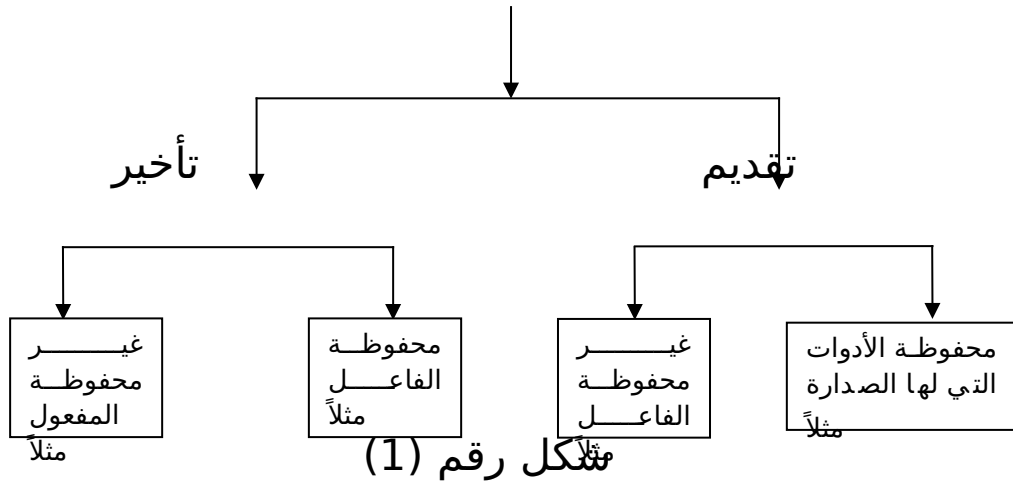 تقديم
تأخير
محفوظة الأدوات
التي لها الصدارة
مثلاً
غير
محفوظة
الفاعل
مثلاً
محفوظة
الفاعل
مثلاً
غير
محفوظة
المفعول
مثلاً
شكل رقم (1)